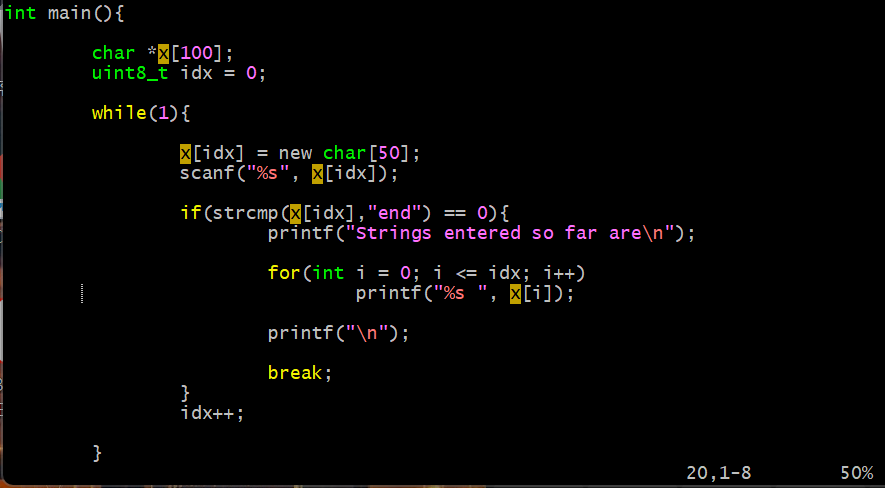 int main(){
char *x[100];
uint8_t idx = 0;
while(1){
x[idx] = new char[50];
scanf("%s", x[idx]);
if(strcmp(x[idx],"end") == 0){
printf("Strings entered so far are\n");
for(int i = 0; i <= idx; i++)
printf("%s ", x[i]);
printf("\n");
break;
}
idx++;
}
20,1-8 50%